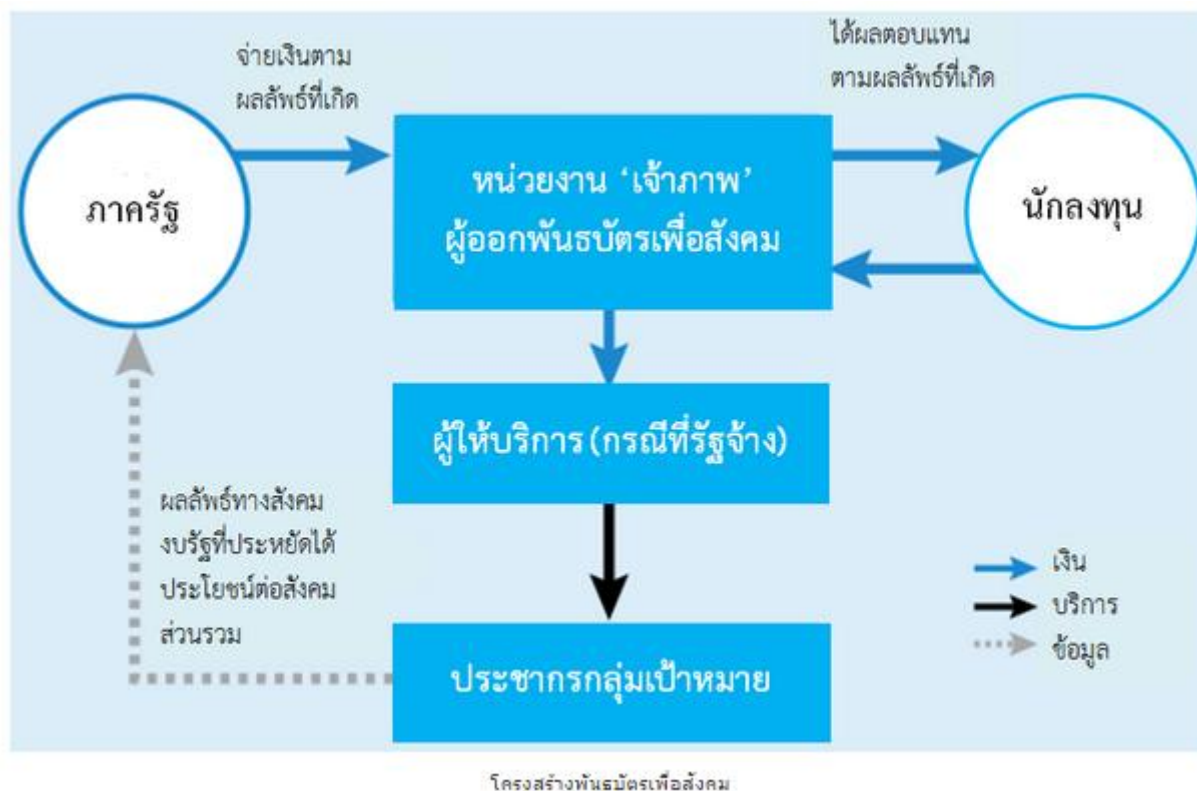 จ่ายเงินตาม
ผลลัพธ์ที่เกิด
ได้ผลตอบแทน
ตามผลลัพธ์ที่เกิด
ภาครัฐ
หน่วยงาน ‘เจ้าภาพ’
ผู้ออกพันธบัตรเพื่อสังคม
นักลงทุน
ผู้ให้บริการ (กรณีที่รัฐจ้าง)
ผลลัพธ์ทางสังคม
งบรัฐที่ประหยัดได้
ประโยชน์ต่อสังคม
ส่วนรวม
เงิน
บริการ
ข้อมูล
ประชากรกลุ่มเป้าหมาย
โครงสร้างพันธบัตรเพื่อสังคม